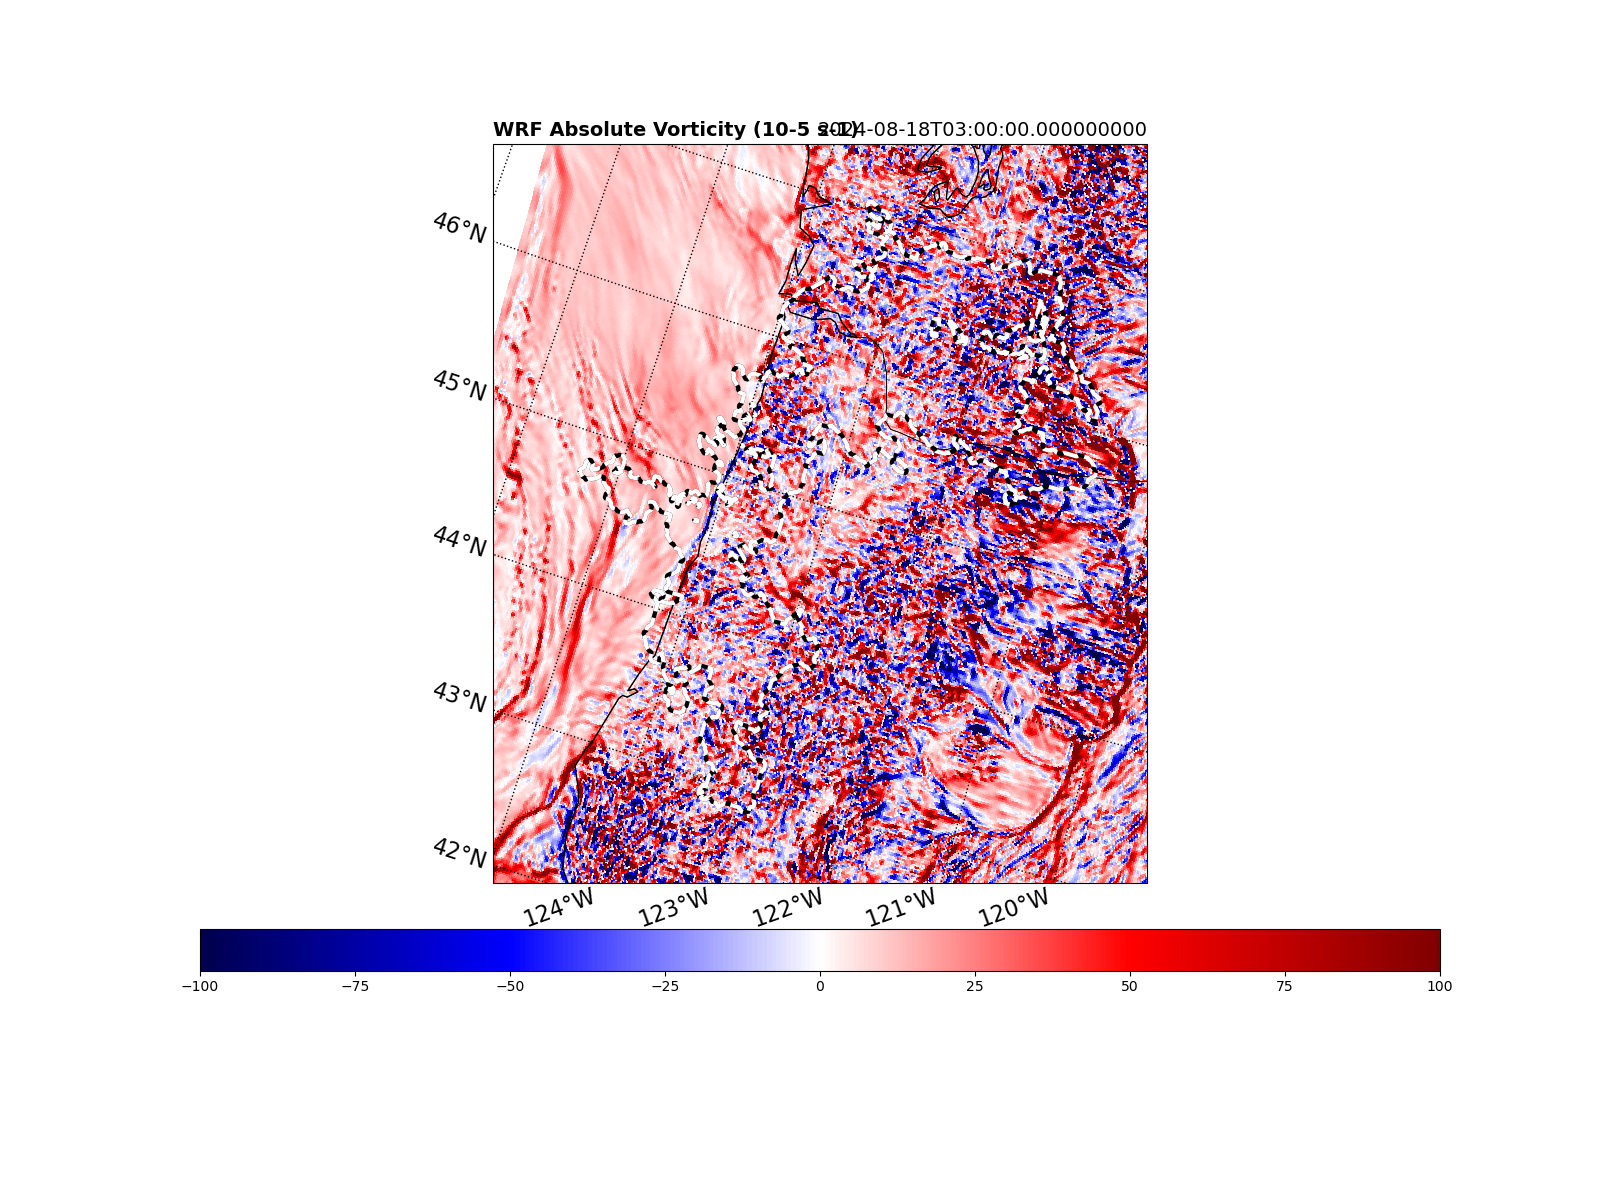 WRF Absolute Vorticity (10-5 s-1)
2024-08-18T03:00:00.000000000
46°N
45°N
44°N
43°N
42°N
124°W 123°W 122°W 121°W 120°W
−100 −75 −50 −25 0 25 50 75 100